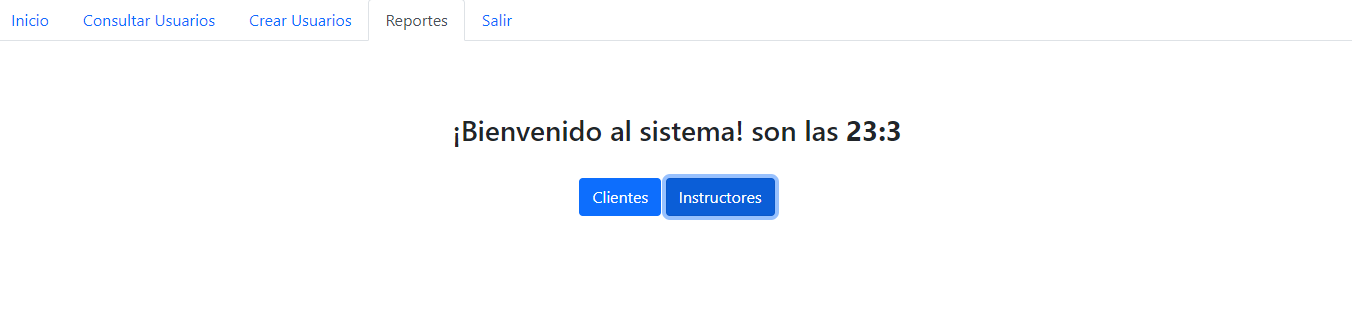 Inicio Consultar Usuarios Crear Usuarios Reportes Salir
¡Bienvenido al sistema! son las 23:3
Clientes Instructores